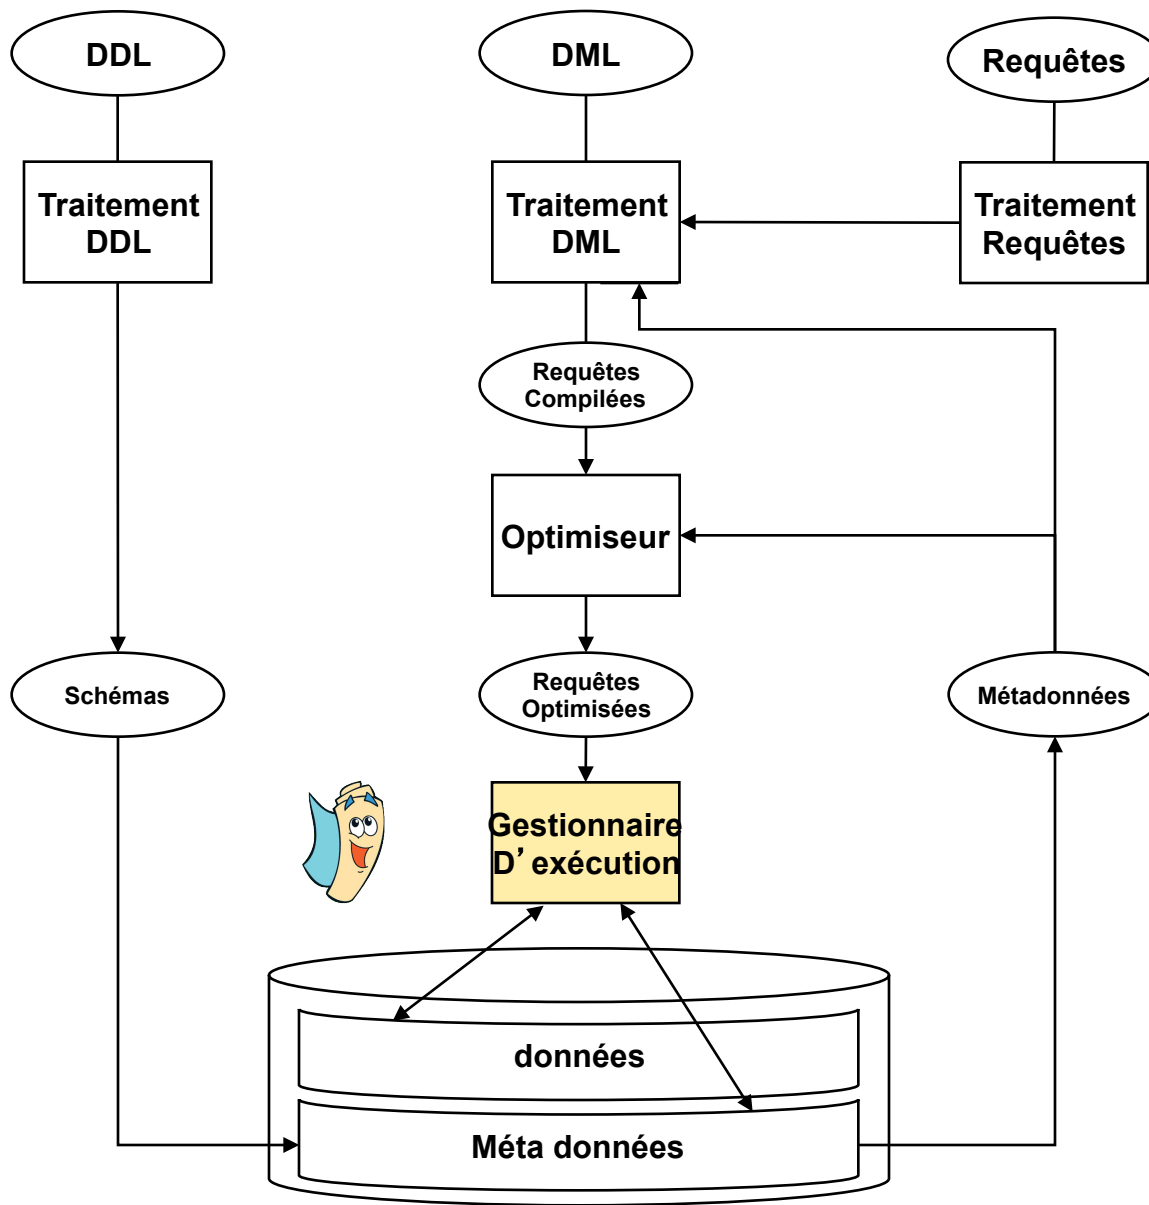 DDL
DML
Requêtes
Traitement
DDL
Traitement
DML
Traitement
Requêtes
Requêtes
Compilées
Optimiseur
Schémas
Requêtes
Optimisées
Métadonnées
Gestionnaire
D’exécution
données
Méta données